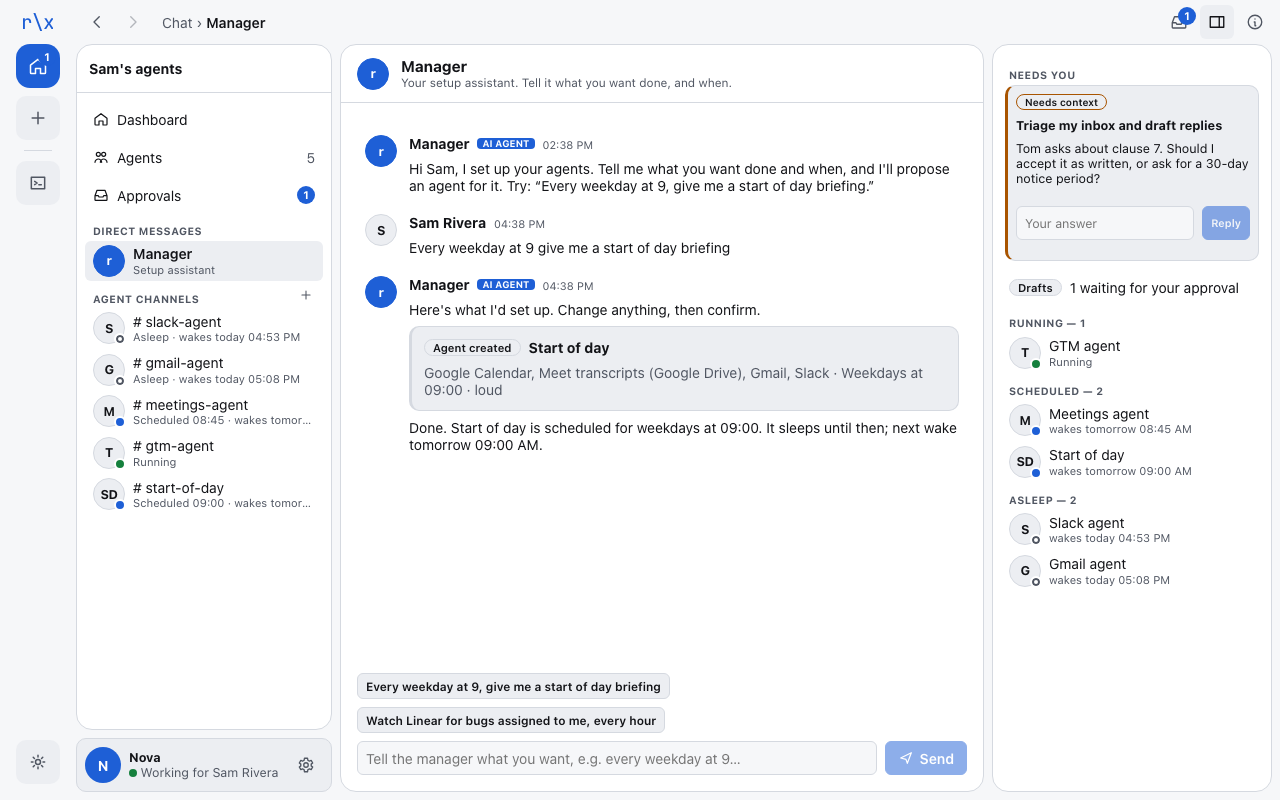 r\x
Chat › Manager
1
1
Sam's agents
Dashboard
Agents
5
Approvals
1
DIRECT MESSAGES
r
Manager
Setup assistant
AGENT CHANNELS
S
# slack-agent
Asleep · wakes today 04:53 PM
G
# gmail-agent
Asleep · wakes today 05:08 PM
M
# meetings-agent
Scheduled 08:45 · wakes tomor...
T
# gtm-agent
Running
SD
# start-of-day
Scheduled 09:00 · wakes tomor...
N
Nova
Working for Sam Rivera
r
Manager
Your setup assistant. Tell it what you want done, and when.
r
Manager AI AGENT 02:38 PM
Hi Sam, I set up your agents. Tell me what you want done and when, and I'll propose
an agent for it. Try: “Every weekday at 9, give me a start of day briefing.”
S
Sam Rivera 04:38 PM
Every weekday at 9 give me a start of day briefing
r
Manager AI AGENT 04:38 PM
Here's what I'd set up. Change anything, then confirm.
Agent created Start of day
Google Calendar, Meet transcripts (Google Drive), Gmail, Slack · Weekdays at
09:00 · loud
Done. Start of day is scheduled for weekdays at 09:00. It sleeps until then; next wake
tomorrow 09:00 AM.
Every weekday at 9, give me a start of day briefing
Watch Linear for bugs assigned to me, every hour
Tell the manager what you want, e.g. every weekday at 9...
Send
NEEDS YOU
Needs context
Triage my inbox and draft replies
Tom asks about clause 7. Should I
accept it as written, or ask for a 30-day
notice period?
Your answer
Reply
Drafts 1 waiting for your approval
RUNNING — 1
T
GTM agent
Running
SCHEDULED — 2
M
Meetings agent
wakes tomorrow 08:45 AM
SD
Start of day
wakes tomorrow 09:00 AM
ASLEEP — 2
S
Slack agent
wakes today 04:53 PM
G
Gmail agent
wakes today 05:08 PM